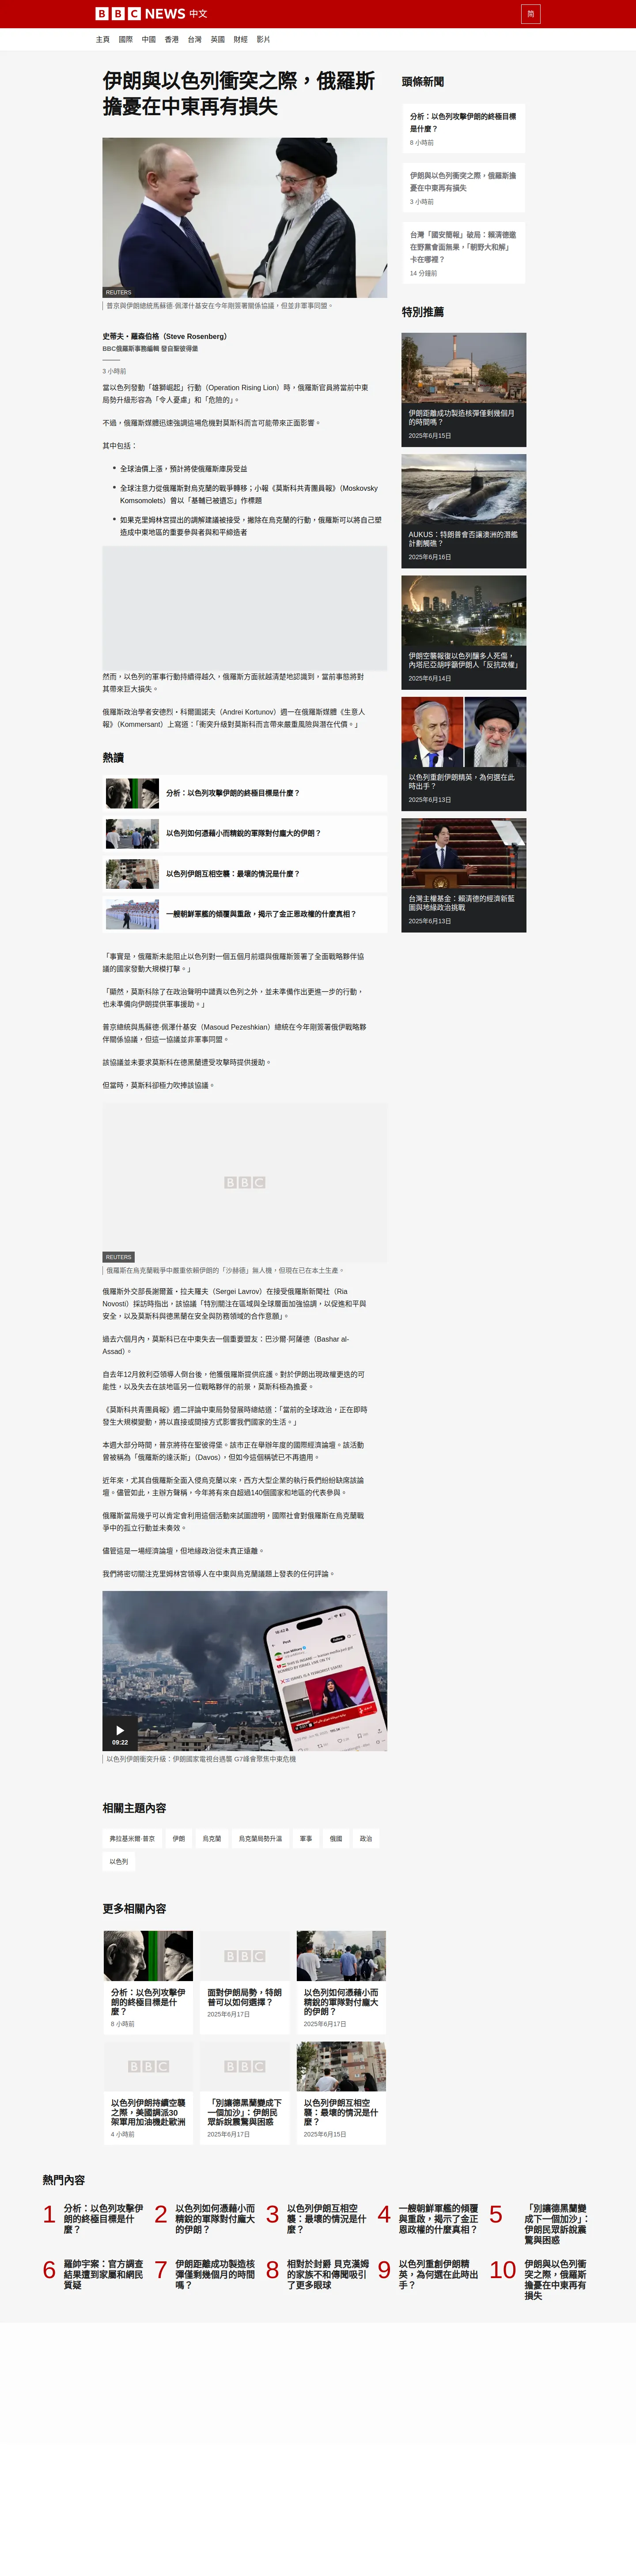 BBC NEWS 中文
简
主頁 國際 中國 香港 台灣 英國 財經 影片
伊朗與以色列衝突之際，俄羅斯
擔憂在中東再有損失
REUTERS
普京與伊朗總統馬蘇德·佩澤什基安在今年剛簽署關係協議，但並非軍事同盟。
史蒂夫・羅森伯格（Steve Rosenberg）
BBC俄羅斯事務編輯 發自聖彼得堡
3 小時前
當以色列發動「雄獅崛起」行動（Operation Rising Lion）時，俄羅斯官員將當前中東
局勢升級形容為「令人憂慮」和「危險的」。
不過，俄羅斯媒體迅速強調這場危機對莫斯科而言可能帶來正面影響。
其中包括：
全球油價上漲，預計將使俄羅斯庫房受益
全球注意力從俄羅斯對烏克蘭的戰爭轉移；小報《莫斯科共青團員報》（Moskovsky
Komsomolets）曾以「基輔已被遺忘」作標題
如果克里姆林宮提出的調解建議被接受，撇除在烏克蘭的行動，俄羅斯可以將自己塑
造成中東地區的重要參與者與和平締造者
然而，以色列的軍事行動持續得越久，俄羅斯方面就越清楚地認識到，當前事態將對
其帶來巨大損失。
俄羅斯政治學者安德烈・科爾圖諾夫（Andrei Kortunov）週一在俄羅斯媒體《生意人
報》（Kommersant）上寫道：「衝突升級對莫斯科而言帶來嚴重風險與潛在代價。」
熱讀
分析：以色列攻擊伊朗的終極目標是什麼？
以色列如何憑藉小而精銳的軍隊對付龐大的伊朗？
以色列伊朗互相空襲：最壞的情況是什麼？
一艘朝鮮軍艦的傾覆與重啟，揭示了金正恩政權的什麼真相？
「事實是，俄羅斯未能阻止以色列對一個五個月前還與俄羅斯簽署了全面戰略夥伴協
議的國家發動大規模打擊。」
「顯然，莫斯科除了在政治聲明中譴責以色列之外，並未準備作出更進一步的行動，
也未準備向伊朗提供軍事援助。」
普京總統與馬蘇德·佩澤什基安（Masoud Pezeshkian）總統在今年剛簽署俄伊戰略夥
伴關係協議，但這一協議並非軍事同盟。
該協議並未要求莫斯科在德黑蘭遭受攻擊時提供援助。
但當時，莫斯科卻極力吹捧該協議。
BBC
REUTERS
俄羅斯在烏克蘭戰爭中嚴重依賴伊朗的「沙赫德」無人機，但現在已在本土生產。
俄羅斯外交部長謝爾蓋・拉夫羅夫（Sergei Lavrov）在接受俄羅斯新聞社（Ria
Novosti）採訪時指出，該協議「特別關注在區域與全球層面加強協調，以促進和平與
安全，以及莫斯科與德黑蘭在安全與防務領域的合作意願」。
過去六個月內，莫斯科已在中東失去一個重要盟友：巴沙爾·阿薩德（Bashar al-
Assad）。
自去年12月敘利亞領導人倒台後，他獲俄羅斯提供庇護。對於伊朗出現政權更迭的可
能性，以及失去在該地區另一位戰略夥伴的前景，莫斯科極為擔憂。
《莫斯科共青團員報》週二評論中東局勢發展時總結道：「當前的全球政治，正在即時
發生大規模變動，將以直接或間接方式影響我們國家的生活。」
本週大部分時間，普京將待在聖彼得堡。該市正在舉辦年度的國際經濟論壇。該活動
曾被稱為「俄羅斯的達沃斯」（Davos），但如今這個稱號已不再適用。
近年來，尤其自俄羅斯全面入侵烏克蘭以來，西方大型企業的執行長們紛紛缺席該論
壇。儘管如此，主辦方聲稱，今年將有來自超過140個國家和地區的代表參與。
俄羅斯當局幾乎可以肯定會利用這個活動來試圖證明，國際社會對俄羅斯在烏克蘭戰
爭中的孤立行動並未奏效。
儘管這是一場經濟論壇，但地緣政治從未真正遠離。
我們將密切關注克里姆林宮領導人在中東與烏克蘭議題上發表的任何評論。
09:22
以色列伊朗衝突升級：伊朗國家電視台遇襲 G7峰會聚焦中東危機
相關主題內容
弗拉基米爾·普京 伊朗 烏克蘭 烏克蘭局勢升溫 軍事 俄國 政治
以色列
更多相關內容
分析：以色列攻擊伊
朗的終極目標是什
麼？
8 小時前
BBC
面對伊朗局勢，特朗
普可以如何選擇？
2025年6月17日
以色列如何憑藉小而
精銳的軍隊對付龐大
的伊朗？
2025年6月17日
BBC
以色列伊朗持續空襲
之際，美國調派30
架軍用加油機赴歐洲
4 小時前
BBC
「別讓德黑蘭變成下
一個加沙」：伊朗民
眾訴說震驚與困惑
2025年6月17日
以色列伊朗互相空
襲：最壞的情況是什
麼？
2025年6月15日
頭條新聞
分析：以色列攻擊伊朗的終極目標
是什麼？
8 小時前
伊朗與以色列衝突之際，俄羅斯擔
憂在中東再有損失
3 小時前
台灣「國安簡報」破局：賴清德邀
在野黨會面無果，「朝野大和解」
卡在哪裡？
14 分鐘前
特別推薦
伊朗距離成功製造核彈僅剩幾個月
的時間嗎？
2025年6月15日
AUKUS：特朗普會否讓澳洲的潛艦
計劃觸礁？
2025年6月16日
伊朗空襲報復以色列釀多人死傷，
內塔尼亞胡呼籲伊朗人「反抗政權」
2025年6月14日
以色列重創伊朗精英，為何選在此
時出手？
2025年6月13日
台灣主權基金：賴清德的經濟新藍
圖與地緣政治挑戰
2025年6月13日
熱門內容
1 分析：以色列攻擊伊
朗的終極目標是什
麼？
2 以色列如何憑藉小而
精銳的軍隊對付龐大
的伊朗？
3 以色列伊朗互相空
襲：最壞的情況是什
麼？
4 一艘朝鮮軍艦的傾覆
與重啟，揭示了金正
恩政權的什麼真相？
5 「別讓德黑蘭變
成下一個加沙」：
伊朗民眾訴說震
驚與困惑
6 羅帥宇案：官方調查
結果遭到家屬和網民
質疑
7 伊朗距離成功製造核
彈僅剩幾個月的時間
嗎？
8 相對於封爵 貝克漢姆
的家族不和傳聞吸引
了更多眼球
9 以色列重創伊朗精
英，為何選在此時出
手？
10 伊朗與以色列衝
突之際，俄羅斯
擔憂在中東再有
損失